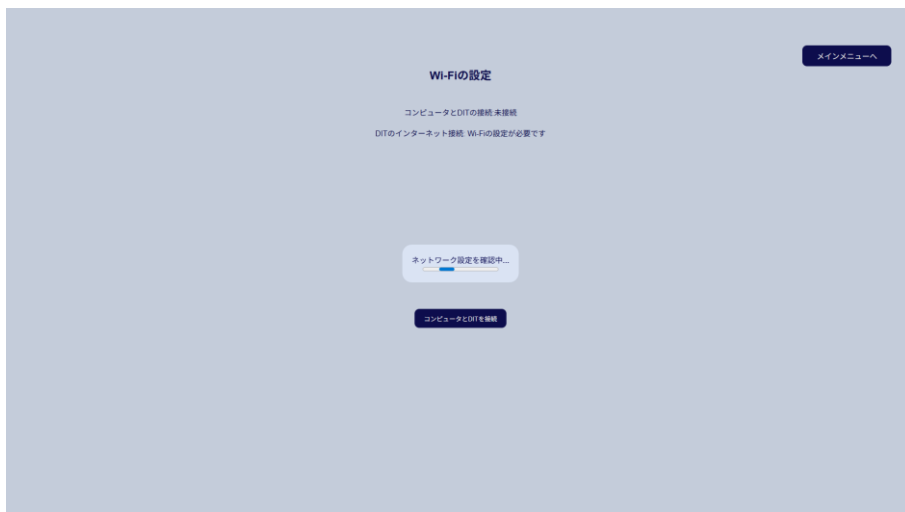 メインメニューへ
Wi-Fiの設定
コンピュータとDITの接続:未接続
DITのインターネット接続: Wi-Fiの設定が必要です
ネットワーク設定を確認中...
コンピュータとDITを接続